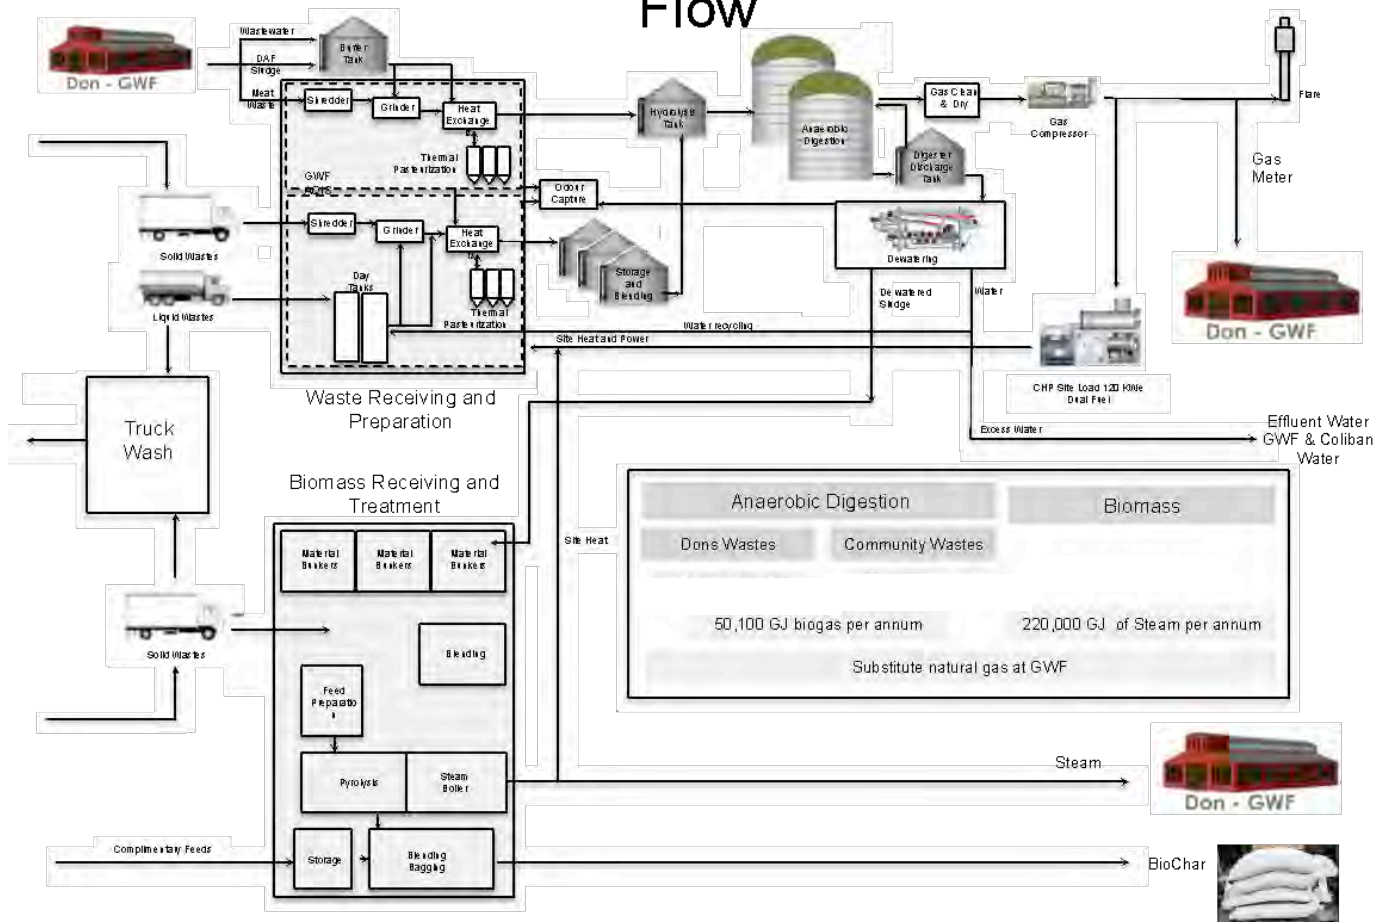 Flow
Wastewater
DAF
Sludge
Meat
Waste
Don - GWF
Buffer
Tank
Shredder
Grinder
Heat
Exchange
Thermal
Pasteurization
GWF
Hydrolysis
Tank
Anaerobic
Digestion
Gas Clean
& Dry
Gas
Compressor
Flare
Digester
Discharge
Tank
Gas
Meter
Odour
Capture
Solid Wastes
Shredder
Grinder
Heat
Exchange
Day
Tanks
Thermal
Pasteurization
Storage
and
Blending
Dewatering
Dewatered
Sludge
Water
Liquid Wastes
Water recycling
Site Heat and Power
Don - GWF
CHP Site Load 120 KWe
Dual Fuel
Waste Receiving and
Preparation
Truck
Wash
Excess Water
Effluent Water
GWF & Coliban
Water
Biomass Receiving and
Treatment
Material
Bunkers
Material
Bunkers
Material
Bunkers
Site Heat
Anaerobic Digestion
Biomass
Dons Wastes
Community Wastes
50,100 GJ biogas per annum
220,000 GJ of Steam per annum
Substitute natural gas at GWF
Solid Wastes
Blending
Feed
Preparatio
n
Pyrolysis
Steam
Boiler
Steam
Don - GWF
Complimentary Feeds
Storage
Blending
Bagging
BioChar